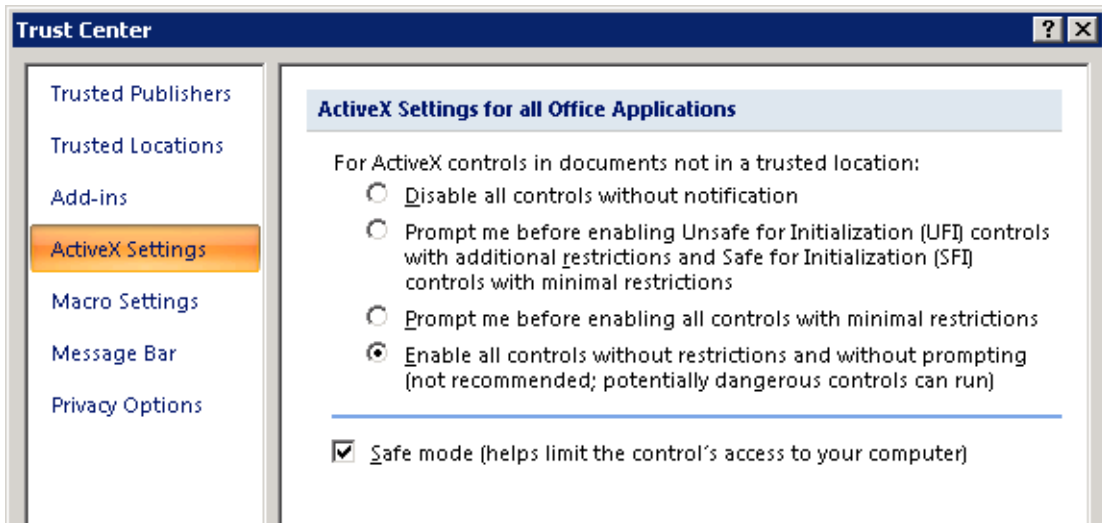 Trust Center
Trusted Publishers
Trusted Locations
Add-ins
ActiveX Settings
Macro Settings
Message Bar
Privacy Options
ActiveX Settings for all Office Applications
For ActiveX controls in documents not in a trusted location:
Disable all controls without notification
Prompt me before enabling Unsafe for Initialization (UFI) controls
with additional restrictions and Safe for Initialization (SFI)
controls with minimal restrictions
Prompt me before enabling all controls with minimal restrictions
Enable all controls without restrictions and without prompting
(not recommended; potentially dangerous controls can run)
Safe mode (helps limit the control's access to your computer)